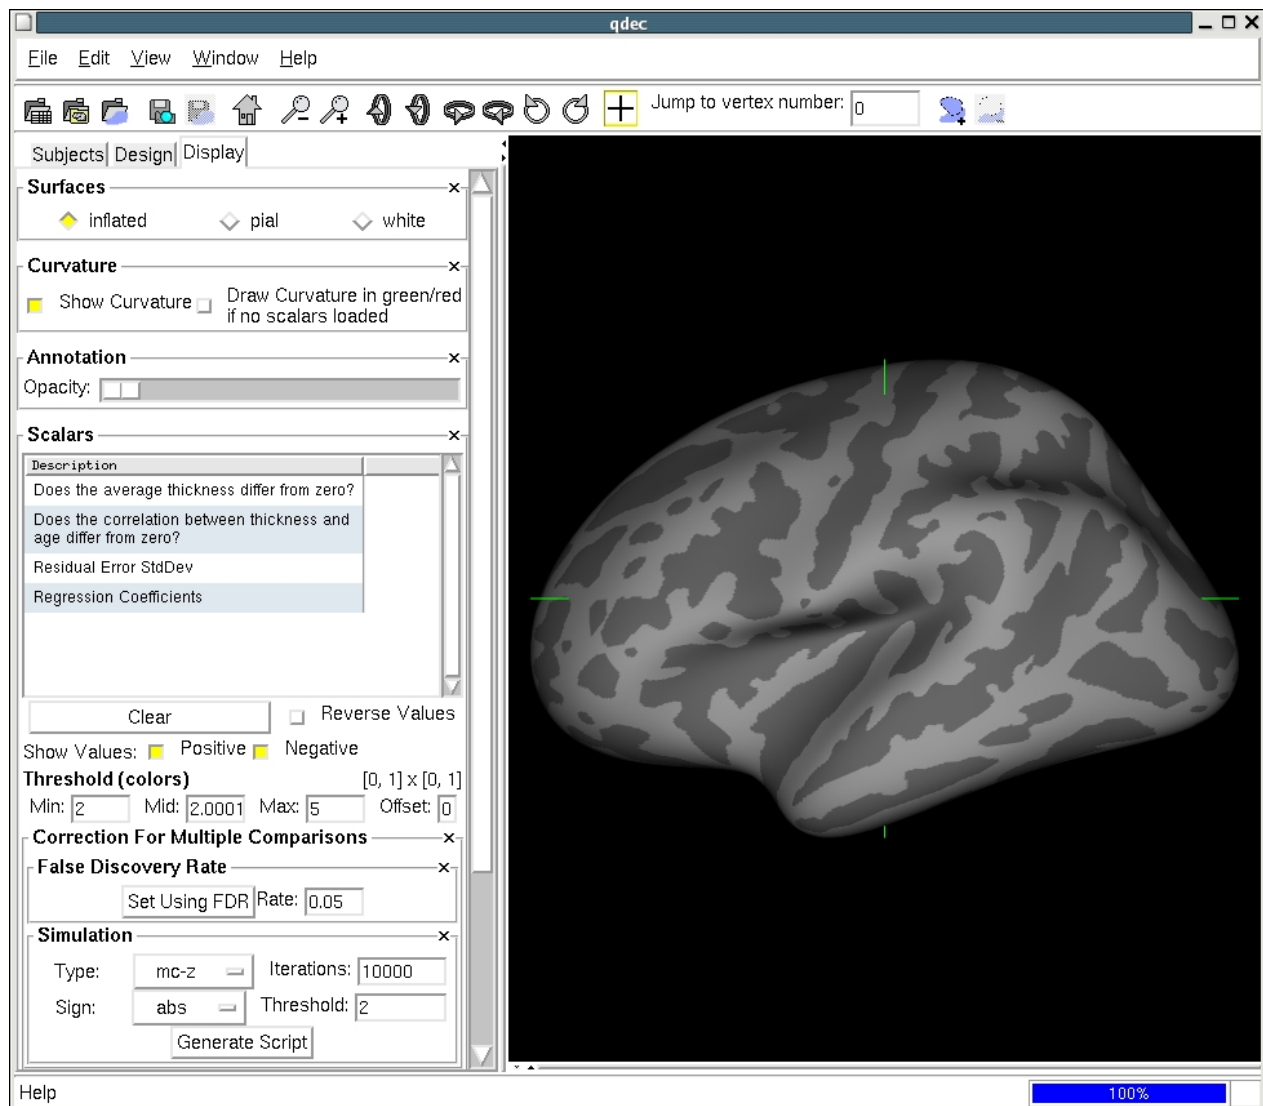 qdec
File Edit View Window Help
Jump to vertex number: 0
Subjects Design Display
Surfaces
inflated pial white
Curvature
Show Curvature Draw Curvature in green/red
if no scalars loaded
Annotation
Opacity:
Scalars
Description
Does the average thickness differ from zero?
Does the correlation between thickness and
age differ from zero?
Residual Error StdDev
Regression Coefficients
Clear Reverse Values
Show Values: Positive Negative
Threshold (colors) [0, 1] x [0, 1]
Min: 2 Mid: 2.0001 Max: 5 Offset: 0
Correction For Multiple Comparisons
False Discovery Rate
Set Using FDR Rate: 0.05
Simulation
Type: mc-z Iterations: 10000
Sign: abs Threshold: 2
Generate Script
Help 100%